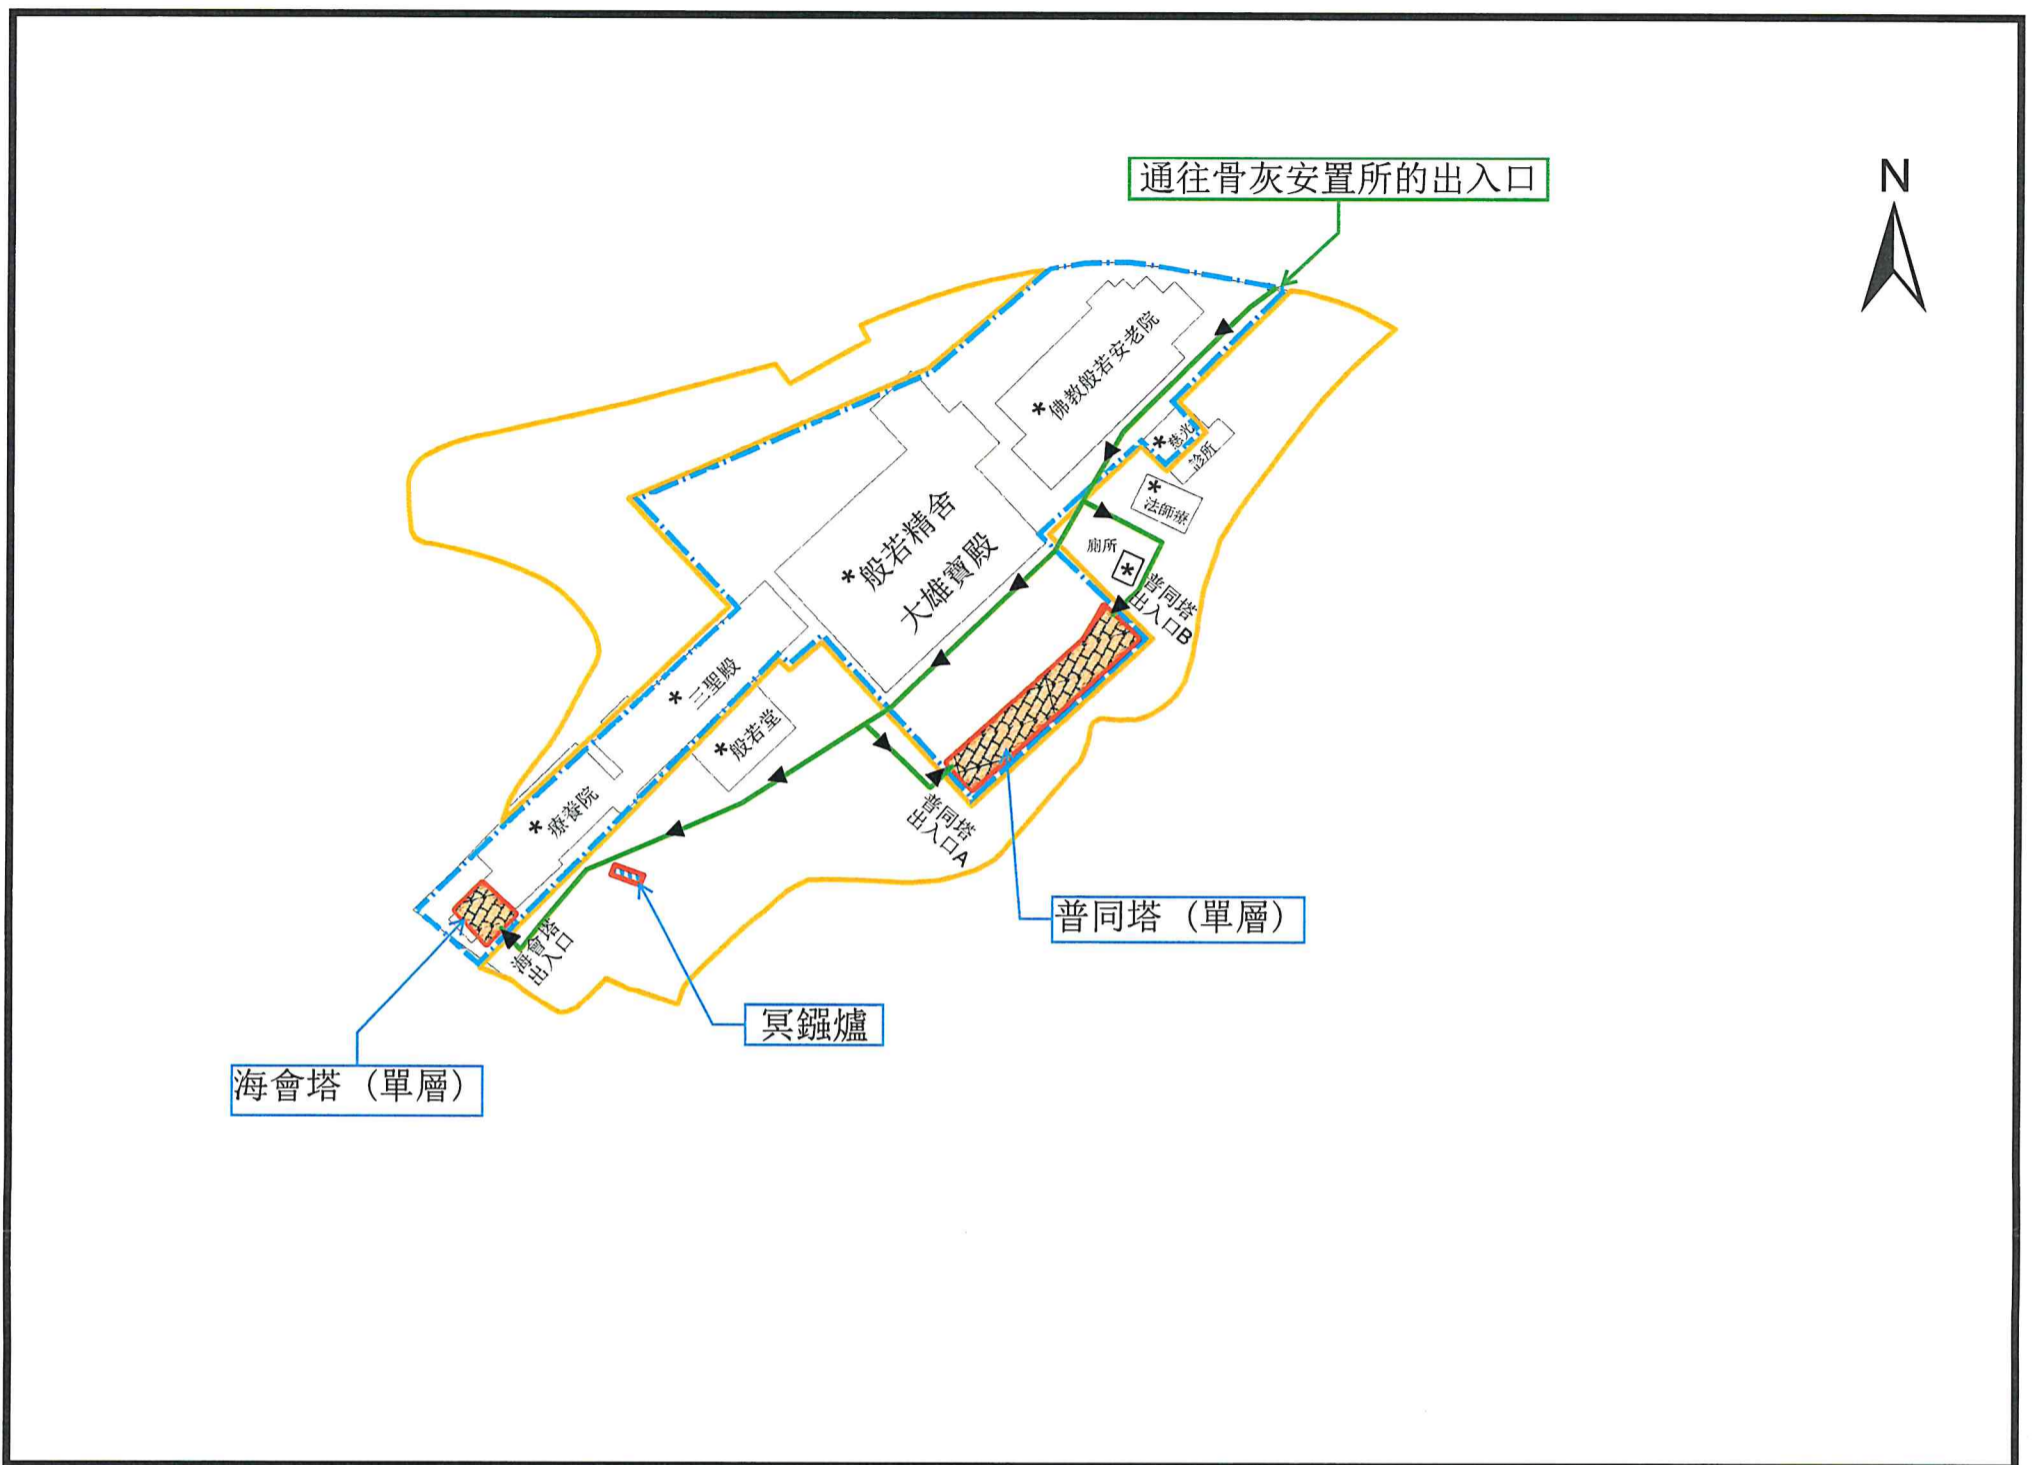 通往骨灰安置所的出入口
N
*佛教般若安老院
*慈光
診所
*
法師寮
*般若精舍
大雄寶殿
廁所
*
普同塔
出入口B
*三聖殿
*般若堂
*療養院
普同塔
出入口A
普同塔（單層）
海會塔
出入口
冥鏹爐
海會塔（單層）